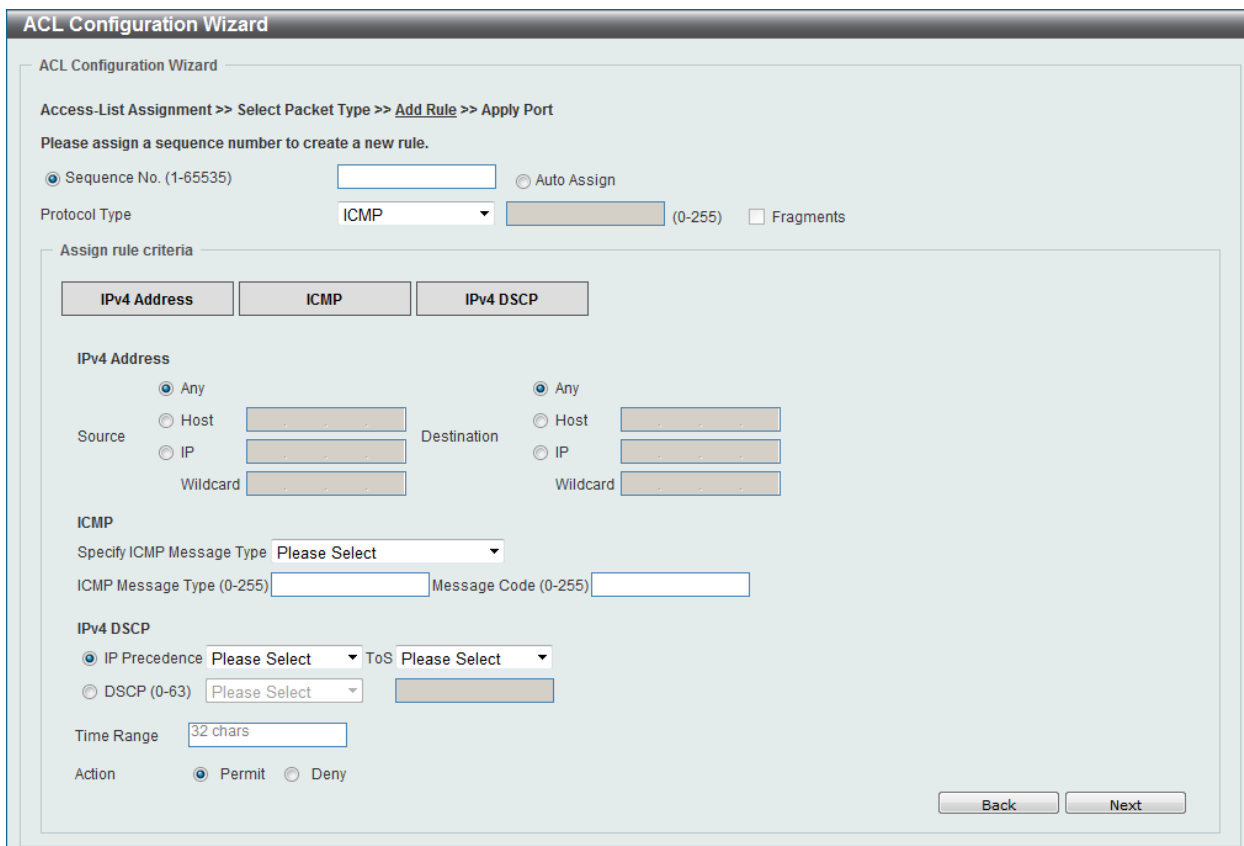 ACL Configuration Wizard
ACL Configuration Wizard
Access-List Assignment >> Select Packet Type >> Add Rule >> Apply Port
Please assign a sequence number to create a new rule.
Sequence No. (1-65535) Auto Assign
Protocol Type ICMP (0-255) Fragments
Assign rule criteria
IPv4 Address ICMP IPv4 DSCP
IPv4 Address
Any Any
Source Host Destination Host
IP IP
Wildcard Wildcard
ICMP
Specify ICMP Message Type Please Select
ICMP Message Type (0-255) Message Code (0-255)
IPv4 DSCP
IP Precedence Please Select ToS Please Select
DSCP (0-63) Please Select
Time Range 32 chars
Action Permit Deny
Back Next